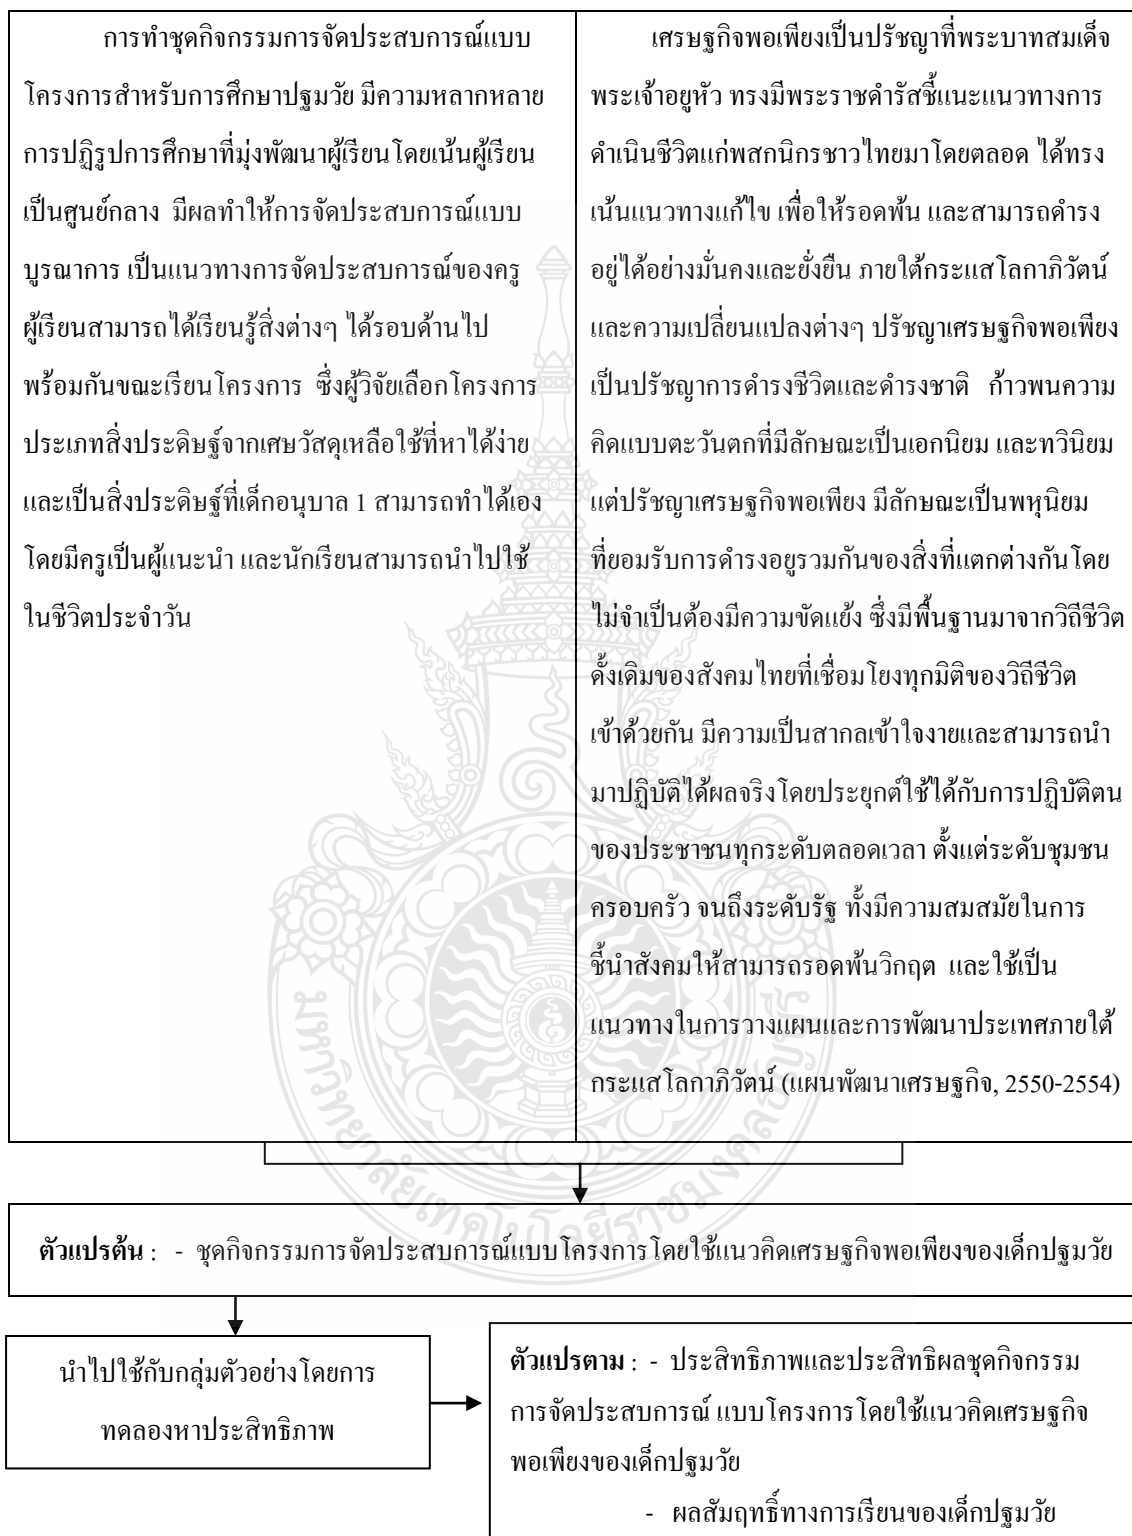 การทำชุดกิจกรรมการจัดประสบการณ์แบบ
โครงการสำหรับการศึกษาปฐมวัย มีความหลากหลาย
การปฏิรูปการศึกษาที่มุ่งพัฒนาผู้เรียนโดยเน้นผู้เรียน
เป็นศูนย์กลาง มีผลทำให้การจัดประสบการณ์แบบ
บูรณาการ เป็นแนวทางการจัดประสบการณ์ของครู
ผู้เรียนสามารถได้เรียนรู้สิ่งต่างๆ ได้รอบด้านไป
พร้อมกันขณะเรียนโครงการ ซึ่งผู้วิจัยเลือกโครงการ
ประเภทสิ่งประดิษฐ์จากเศษวัสดุเหลือใช้ที่หาได้ง่าย
และเป็นสิ่งประดิษฐ์ที่เด็กอนุบาล 1 สามารถทำได้เอง
โดยมีครูเป็นผู้แนะนำ และนักเรียนสามารถนำไปใช้
ในชีวิตประจำวัน
เศรษฐกิจพอเพียงเป็นปรัชญาที่พระบาทสมเด็จ
พระเจ้าอยูหัว ทรงมีพระราชดำรัสชี้แนะแนวทางการ
ดำเนินชีวิตแก่พสกนิกรชาวไทยมาโดยตลอด ได้ทรง
เน้นแนวทางแก้ไข เพื่อให้รอดพ้น และสามารถดำรง
อยู่ได้อย่างมั่นคงและยั่งยืน ภายใต้กระแสโลกาภิวัตน์
และความเปลี่ยนแปลงต่างๆ ปรัชญาเศรษฐกิจพอเพียง
เป็นปรัชญาการดำรงชีวิตและดำรงชาติ ก้าวพนความ
คิดแบบตะวันตกที่มีลักษณะเป็นเอกนิยม และทวินิยม
แต่ปรัชญาเศรษฐกิจพอเพียง มีลักษณะเป็นพหุนิยม
ที่ยอมรับการดำรงอยูรวมกันของสิ่งที่แตกต่างกันโดย
ไม่จำเป็นต้องมีความขัดแย้ง ซึ่งมีพื้นฐานมาจากวิถีชีวิต
ดั้งเดิมของสังคมไทยที่เชื่อมโยงทุกมิติของวิถีชีวิต
เข้าด้วยกัน มีความเป็นสากลเข้าใจงายและสามารถนำ
มาปฏิบัติได้ผลจริงโดยประยุกต์ใช้ได้กับการปฏิบัติตน
ของประชาชนทุกระดับตลอดเวลา ตั้งแต่ระดับชุมชน
ครอบครัว จนถึงระดับรัฐ ทั้งมีความสมสมัยในการ
ชี้นำสังคมให้สามารถรอดพ้นวิกฤต และใช้เป็น
แนวทางในการวางแผนและการพัฒนาประเทศภายใต้
กระแสโลกาภิวัตน์ (แผนพัฒนาเศรษฐกิจ, 2550-2554)
มหาวิทยาลัยเทคโนโลยีราชมงคลธัญบุรี
ตัวแปรต้น : - ชุดกิจกรรมการจัดประสบการณ์แบบโครงการโดยใช้แนวคิดเศรษฐกิจพอเพียงของเด็กปฐมวัย
นำไปใช้กับกลุ่มตัวอย่างโดยการ
ทดลองหาประสิทธิภาพ
ตัวแปรตาม : - ประสิทธิภาพและประสิทธิผลชุดกิจกรรม
การจัดประสบการณ์ แบบโครงการโดยใช้แนวคิดเศรษฐกิจ
พอเพียงของเด็กปฐมวัย
- ผลสัมฤทธิ์ทางการเรียนของเด็กปฐมวัย